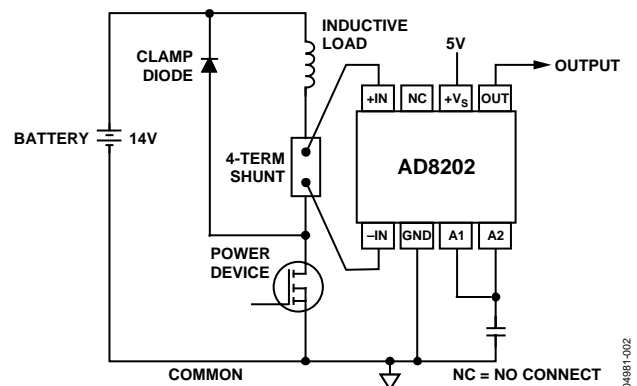 INDUCTIVE
LOAD
CLAMP
DIODE
5V
OUTPUT
+IN
NC
+VS
OUT
BATTERY
14V
4-TERM
SHUNT
AD8202
–IN
GND
A1
A2
POWER
DEVICE
COMMON
NC = NO CONNECT
04981-002